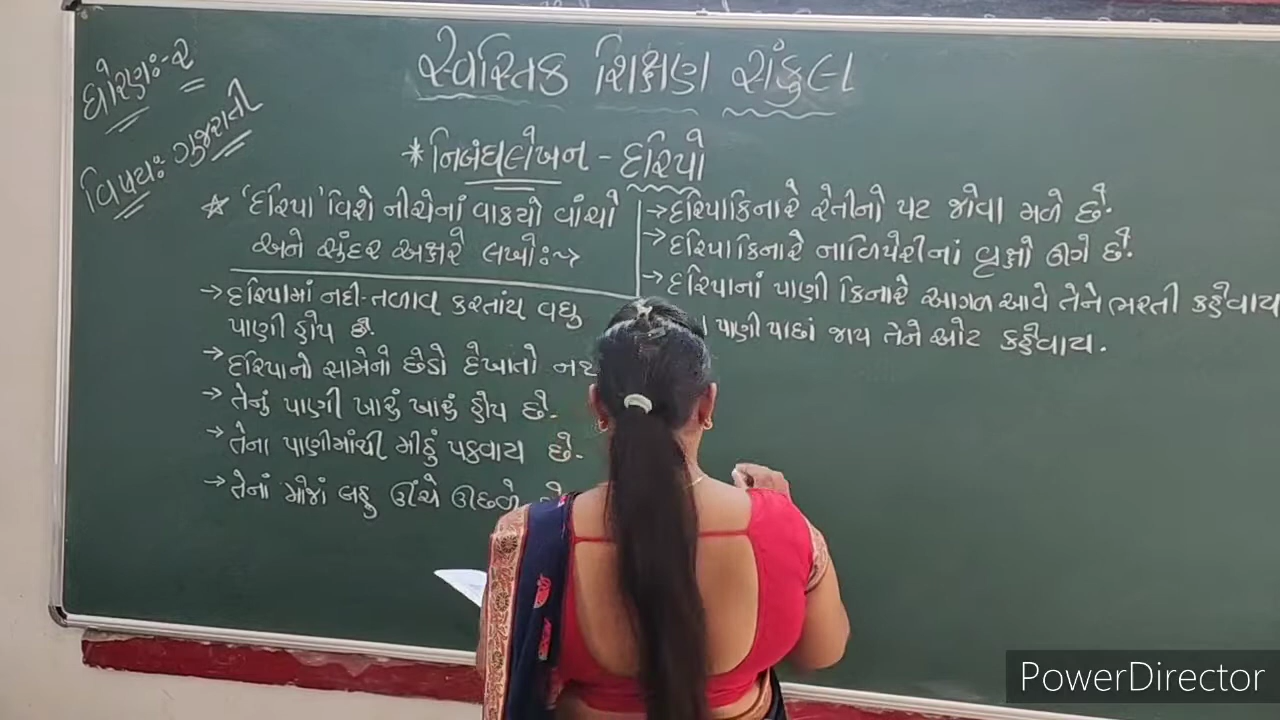 ધોરણઃ- ૨
વિષયઃ ગુજરાતી
સ્વસ્તિક શિક્ષણ સંકુલ
* નિબંધલેખન - દરિયો
☆ 'દરિયા' વિશે નીચેનાં વાક્યો વાંચો
અને સુંદર અક્ષરે લખોઃ→
→ દરિયામાં નદી-તળાવ કરતાંય વધુ
પાણી હોય છે.
→ દરિયાનો સામેનો છેડો દેખાતો
→ તેનું પાણી ખારું ખારું હોય છે.
→ તેના પાણીમાંથી મીઠું પકવાય છે.
→ તેનાં મોજાં બહુ ઊંચે ઊછળે
→ દરિયાકિનારે રેતીનો પટ જોવા મળે છે.
→ દરિયાકિનારે નાળિયેરીનાં વૃક્ષો ઊગે છે.
→ દરિયાનાં પાણી કિનારે આગળ આવે તેને ભરતી કહેવાય
પાણી પાછાં જાય તેને ઓટ કહેવાય.
PowerDirector